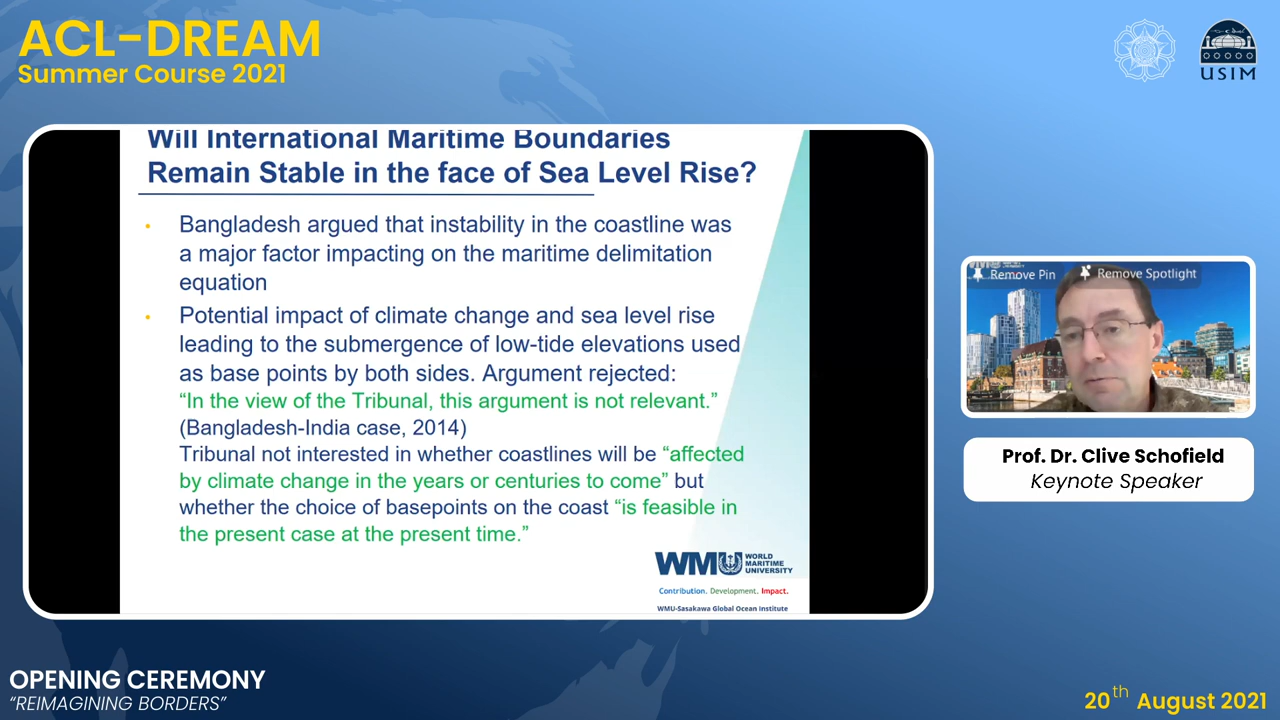 ACL-DREAM
Summer Course 2021
USIM
Will International Maritime Boundaries
Remain Stable in the face of Sea Level Rise?
• Bangladesh argued that instability in the coastline was
a major factor impacting on the maritime delimitation
equation
• Potential impact of climate change and sea level rise
leading to the submergence of low-tide elevations used
as base points by both sides. Argument rejected:
“In the view of the Tribunal, this argument is not relevant.”
(Bangladesh-India case, 2014)
Tribunal not interested in whether coastlines will be “affected
by climate change in the years or centuries to come” but
whether the choice of basepoints on the coast “is feasible in
the present case at the present time.”
WMU WORLD
MARITIME
UNIVERSITY
Contribution. Development. Impact.
WMU-Sasakawa Global Ocean Institute
Remove Pin
Remove Spotlight
Prof. Dr. Clive Schofield
Keynote Speaker
OPENING CEREMONY
“REIMAGINING BORDERS”
20th August 2021